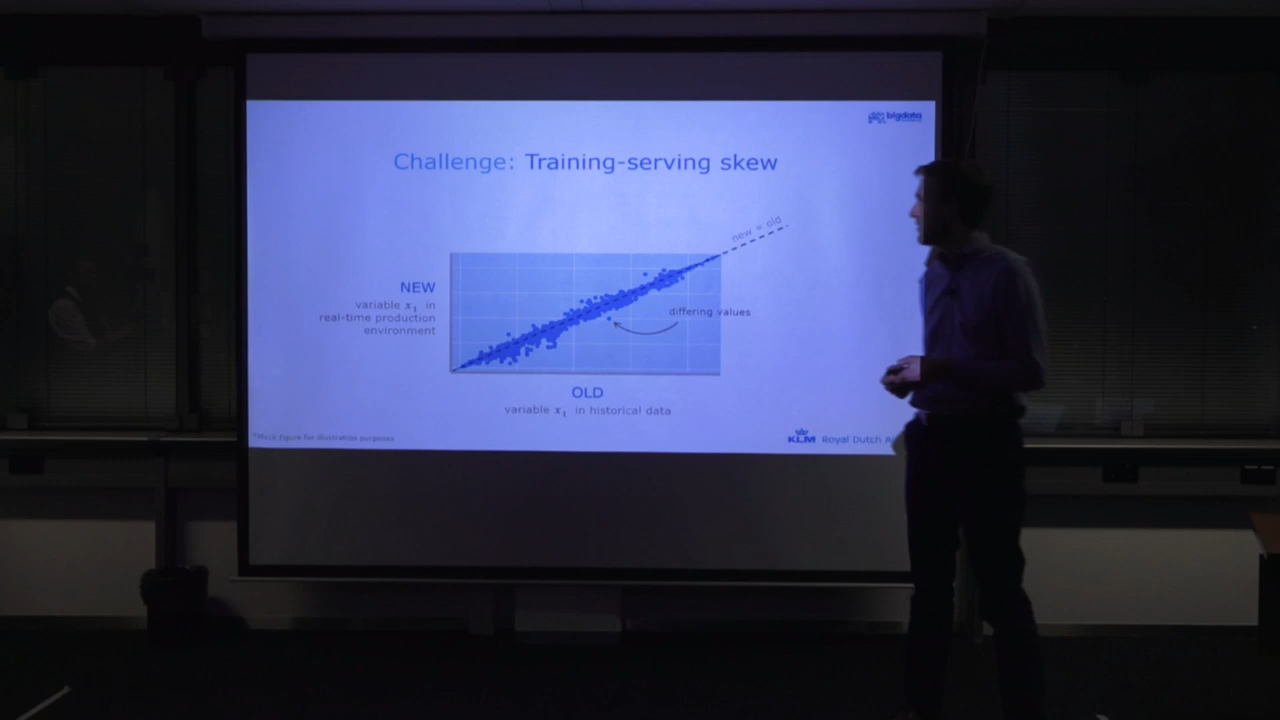 bigdata
Challenge: Training-serving skew
new = old
NEW
variable x₁ in
real-time production
environment
differing values
OLD
variable x₁ in historical data
*Mock figure for illustration purposes
KLM Royal Dutch